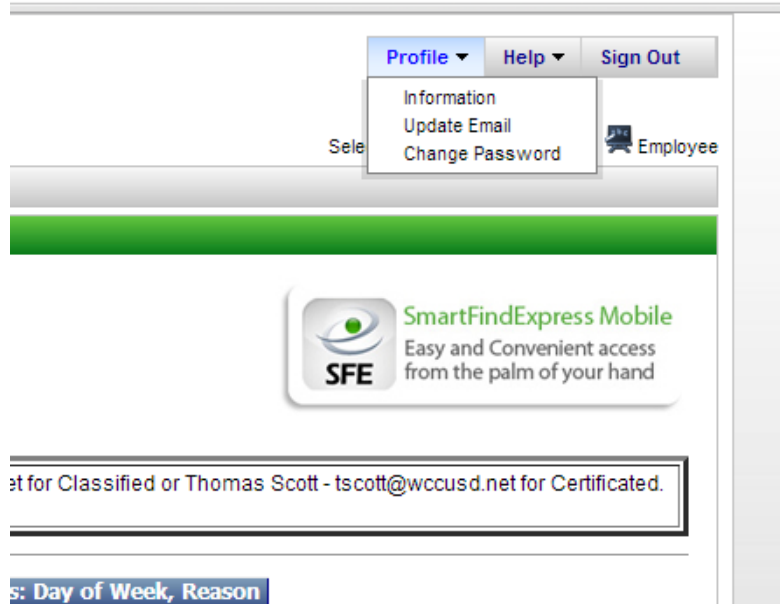 Profile Help Sign Out
Information
Update Email
Change Password
Sele
Employee
SmartFindExpress Mobile
Easy and Convenient access
from the palm of your hand
SFE
et for Classified or Thomas Scott - tscott@wccusd.net for Certificated.
s: Day of Week, Reason